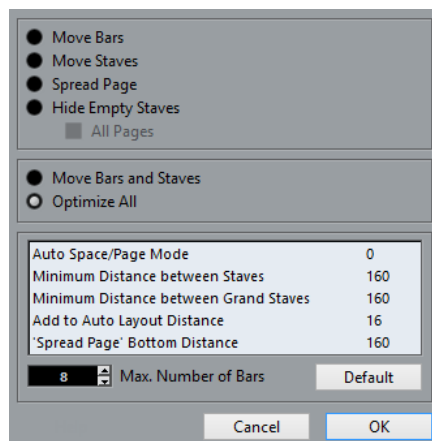 Move Bars
Move Staves
Spread Page
Hide Empty Staves
All Pages
Move Bars and Staves
Optimize All
Auto Space/Page Mode 0
Minimum Distance between Staves 160
Minimum Distance between Grand Staves 160
Add to Auto Layout Distance 16
'Spread Page' Bottom Distance 160
8 Max. Number of Bars Default
Cancel OK